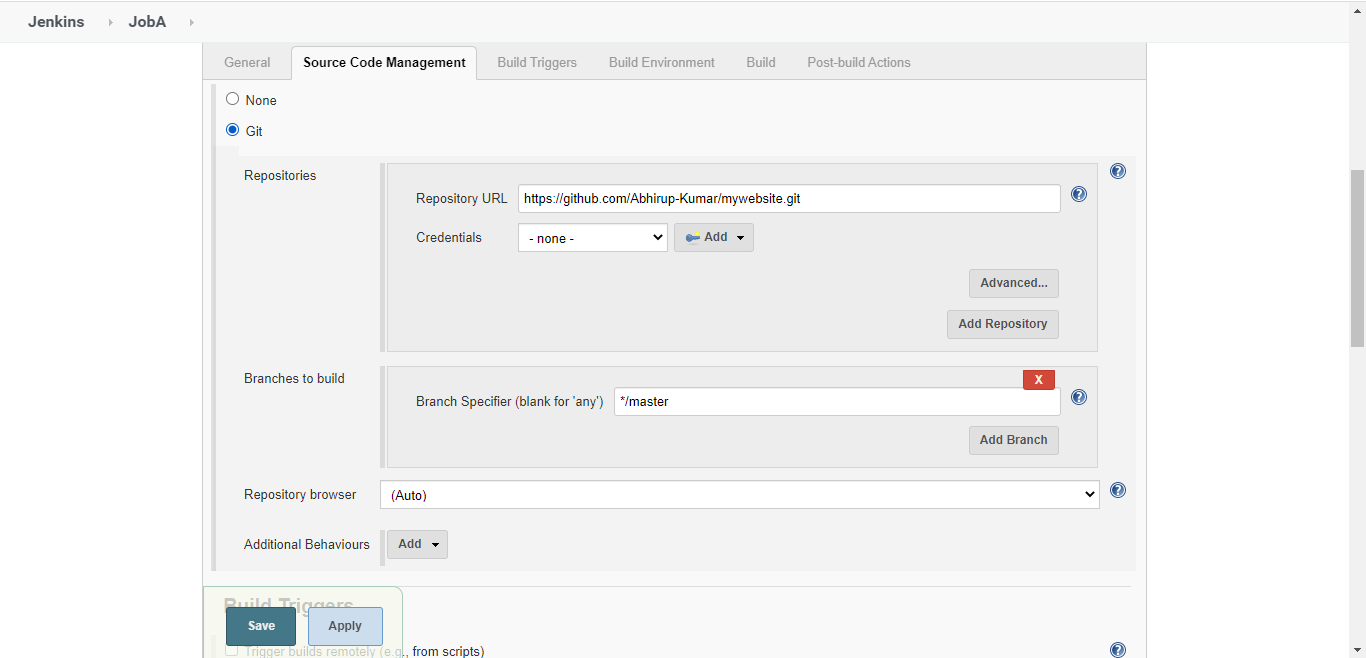 Jenkins JobA
General Source Code Management Build Triggers Build Environment Build Post-build Actions
None
Git
Repositories
Repository URL https://github.com/Abhirup-Kumar/mywebsite.git
Credentials - none - Add
Advanced...
Add Repository
Branches to build
X
Branch Specifier (blank for 'any') */master
Add Branch
Repository browser (Auto)
Additional Behaviours Add
Build Triggers
Save Apply
Trigger builds remotely (e.g., from scripts)